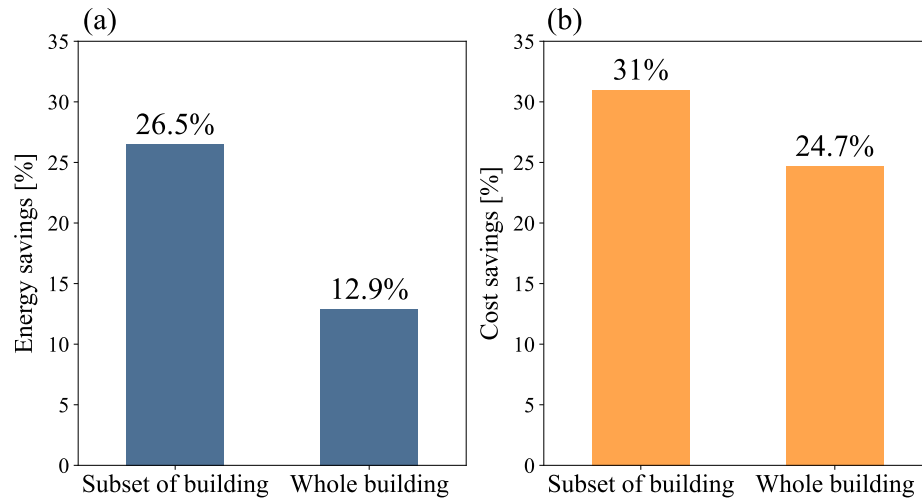 (a)
35
30
25
20
15
10
5
0
Energy savings [%]
26.5%
12.9%
Subset of building
Whole building
(b)
35
30
25
20
15
10
5
0
Cost savings [%]
31%
24.7%
Subset of building
Whole building